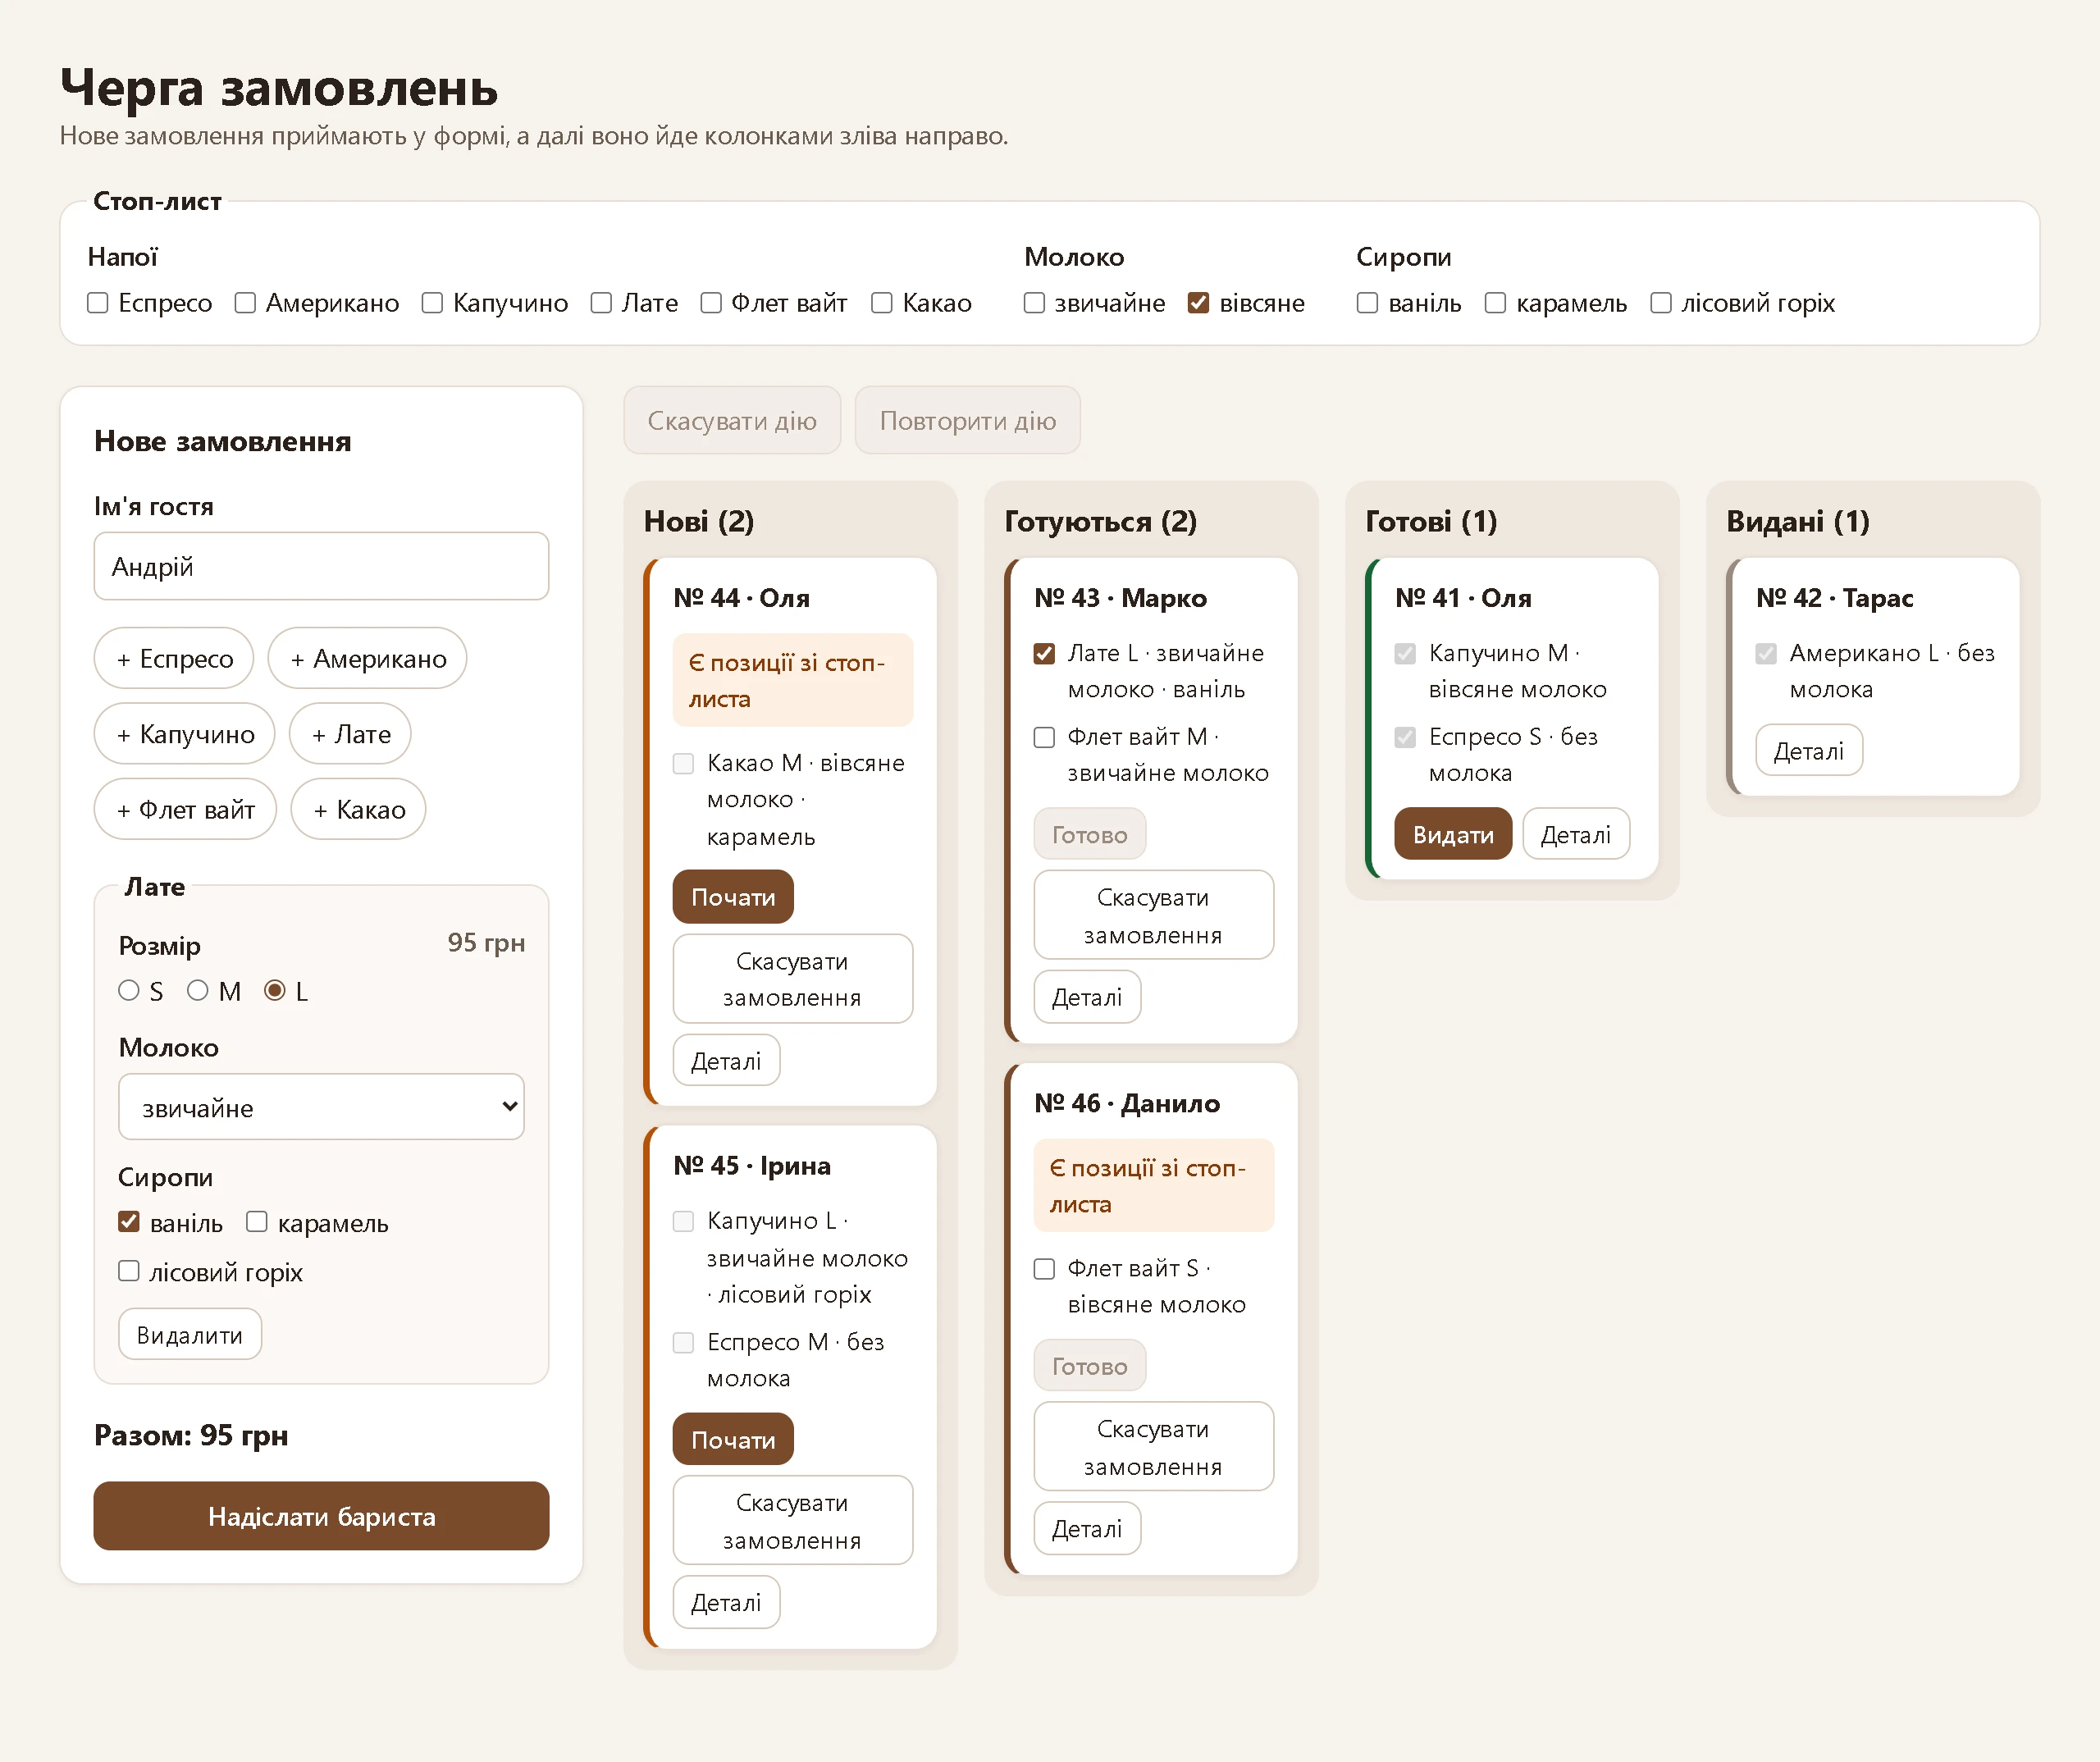 Черга замовлень
Нове замовлення приймають у формі, а далі воно йде колонками зліва направо.
Стоп-лист
Напої
Еспресо
Американо
Капучино
Лате
Флет вайт
Какао
Молоко
звичайне
вівсяне
Сиропи
ваніль
карамель
лісовий горіх
Нове замовлення
Ім'я гостя
Андрій
+ Еспресо
+ Американо
+ Капучино
+ Лате
+ Флет вайт
+ Какао
Лате
Розмір
95 грн
S
M
L
Молоко
звичайне
Сиропи
ваніль
карамель
лісовий горіх
Видалити
Разом: 95 грн
Надіслати бариста
Скасувати дію
Повторити дію
Нові (2)
№ 44 · Оля
Є позиції зі стоп-
листа
Какао M · вівсяне
молоко ·
карамель
Почати
Скасувати
замовлення
Деталі
№ 45 · Ірина
Капучино L ·
звичайне молоко
· лісовий горіх
Еспресо M · без
молока
Почати
Скасувати
замовлення
Деталі
Готуються (2)
№ 43 · Марко
Лате L · звичайне
молоко · ваніль
Флет вайт M ·
звичайне молоко
Готово
Скасувати
замовлення
Деталі
№ 46 · Данило
Є позиції зі стоп-
листа
Флет вайт S ·
вівсяне молоко
Готово
Скасувати
замовлення
Деталі
Готові (1)
№ 41 · Оля
Капучино M ·
вівсяне молоко
Еспресо S · без
молока
Видати
Деталі
Видані (1)
№ 42 · Тарас
Американо L · без
молока
Деталі